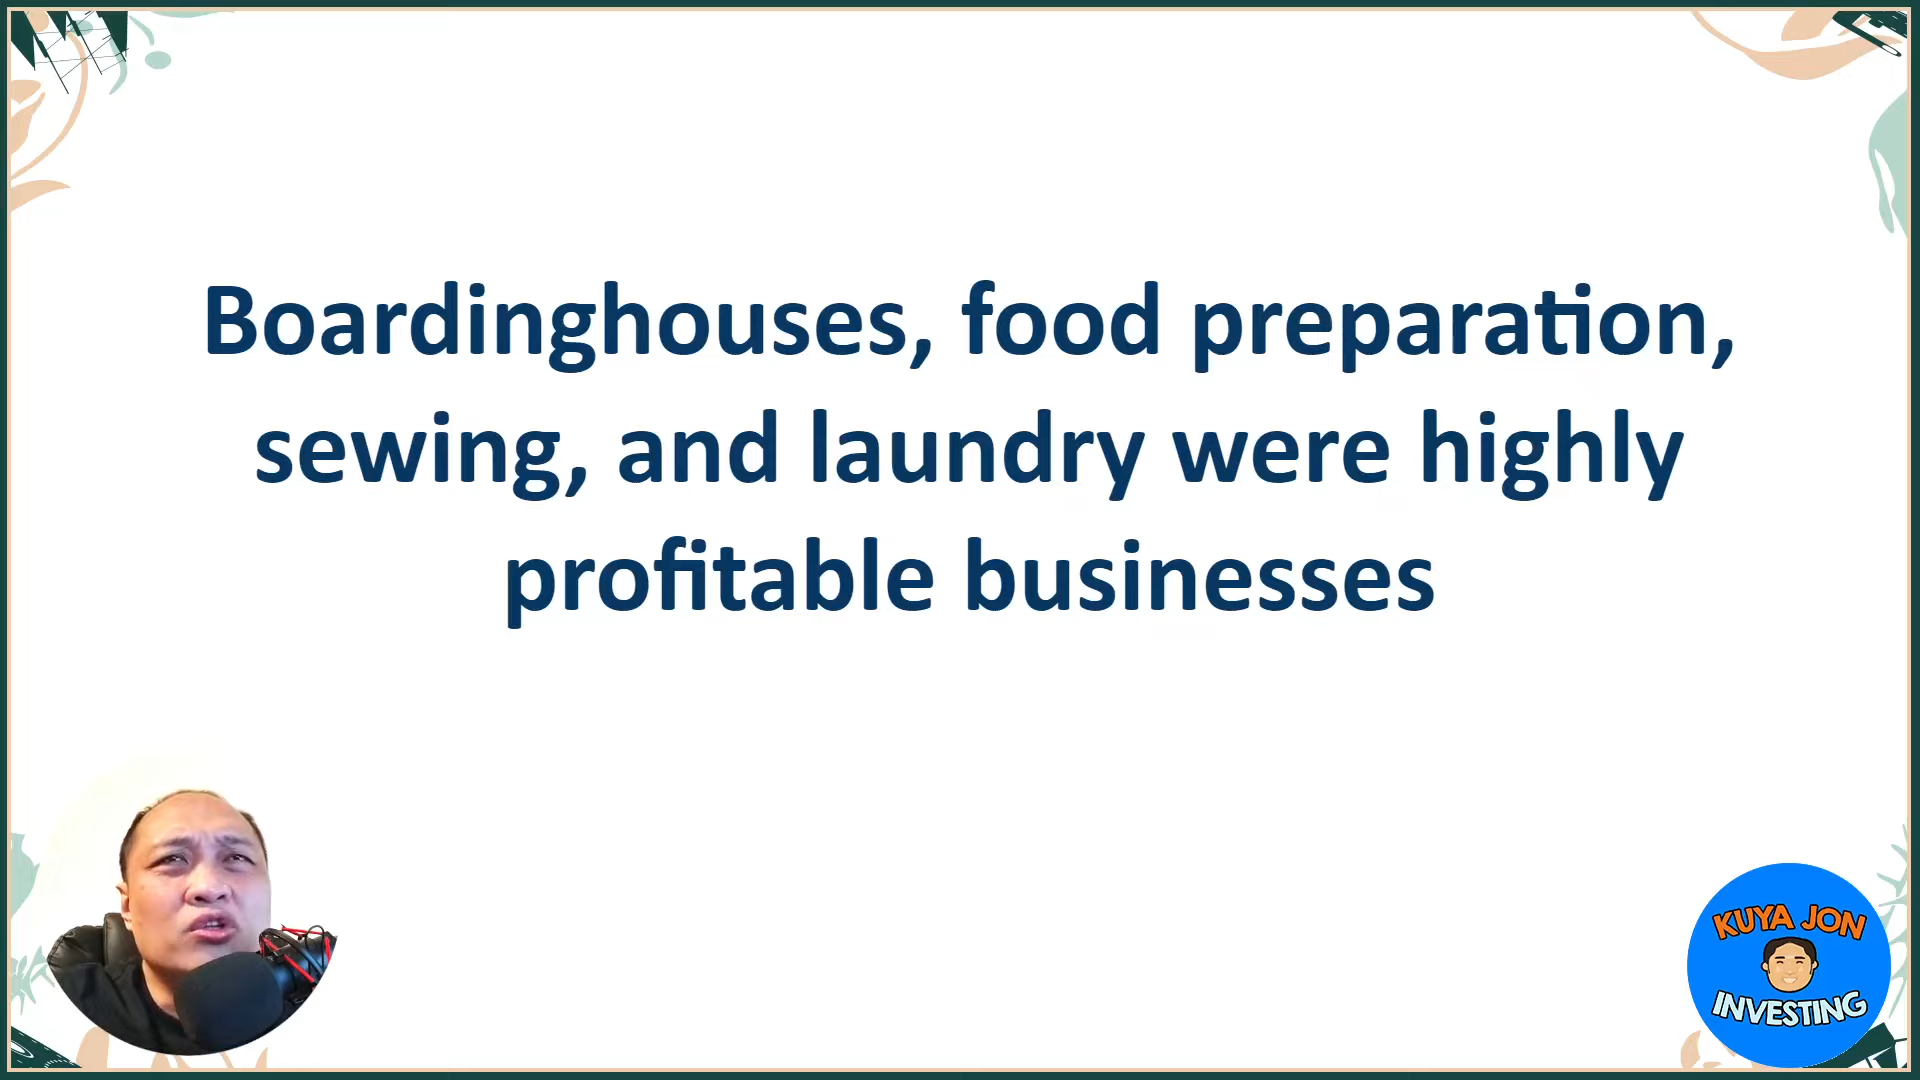 Boardinghouses, food preparation,
sewing, and laundry were highly
profitable businesses
KUYA JON
INVESTING